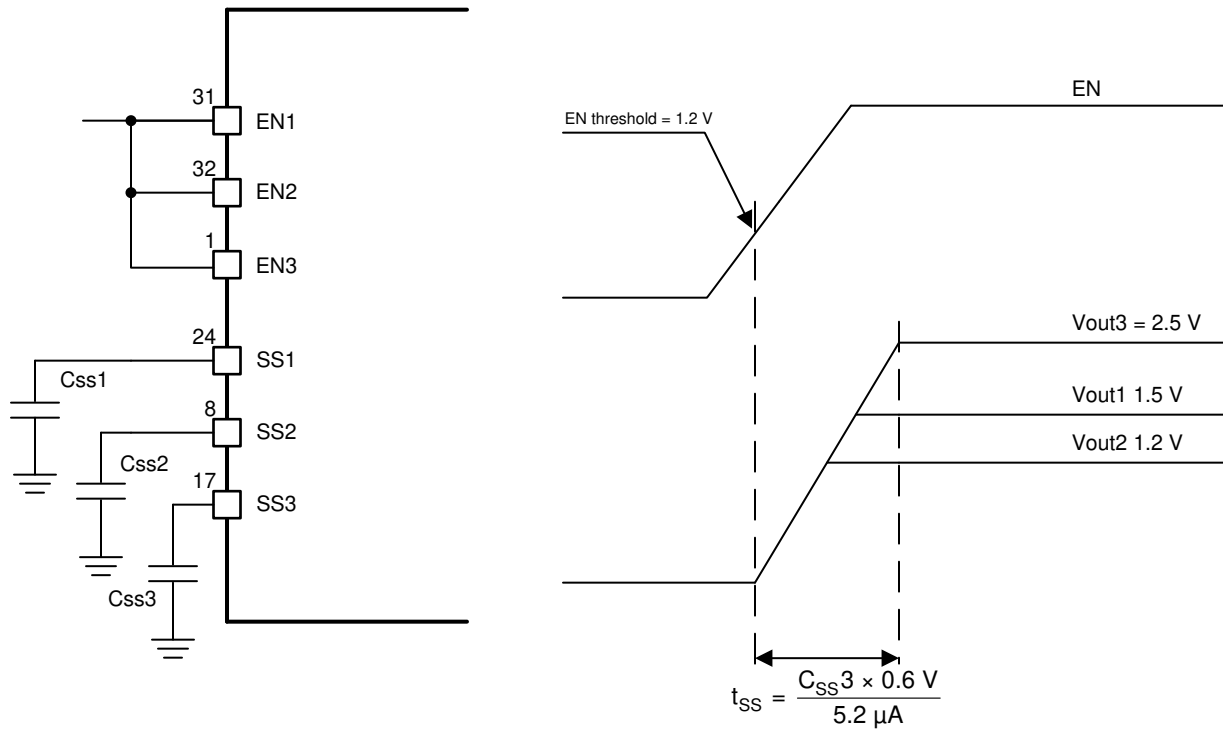 31
EN1
32
EN2
1
EN3
24
SS1
Css1
8
SS2
Css2
17
SS3
Css3
EN
EN threshold = 1.2 V
Vout3 = 2.5 V
Vout1 1.5 V
Vout2 1.2 V
tSS = CSS3 × 0.6 V
5.2 µA